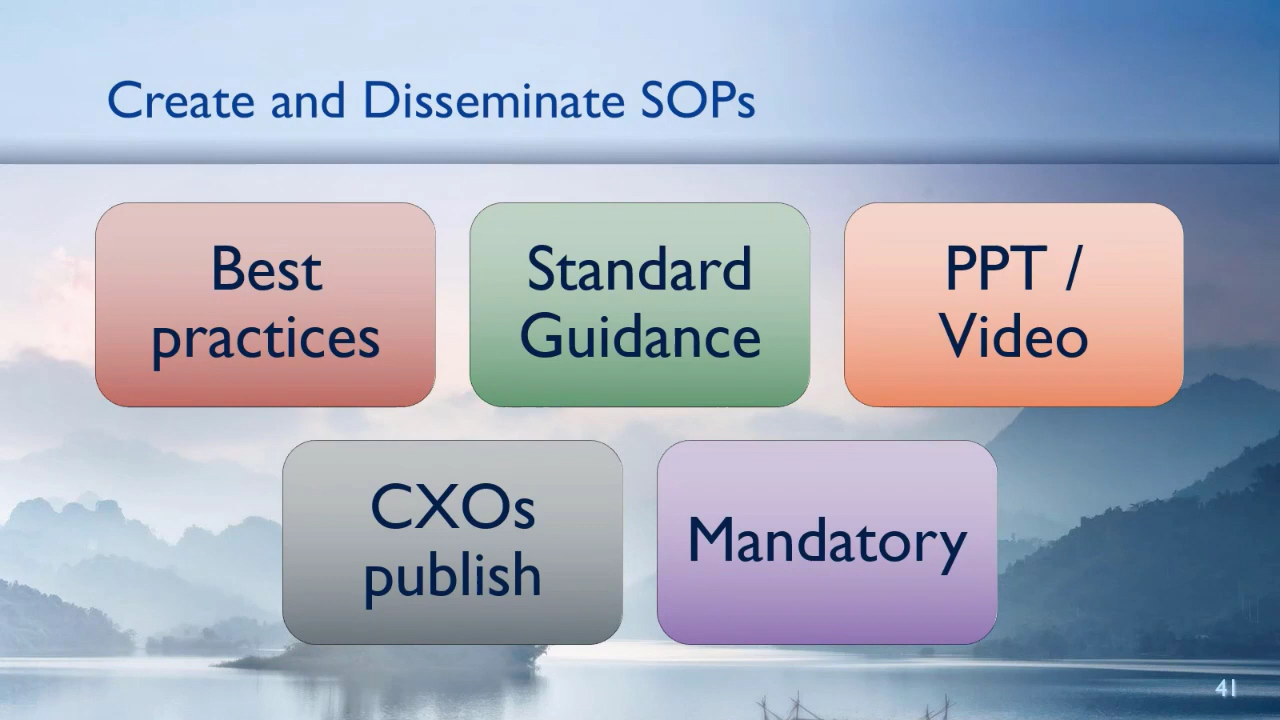 Create and Disseminate SOPs
Best
practices
Standard
Guidance
PPT /
Video
CXOs
publish
Mandatory
41